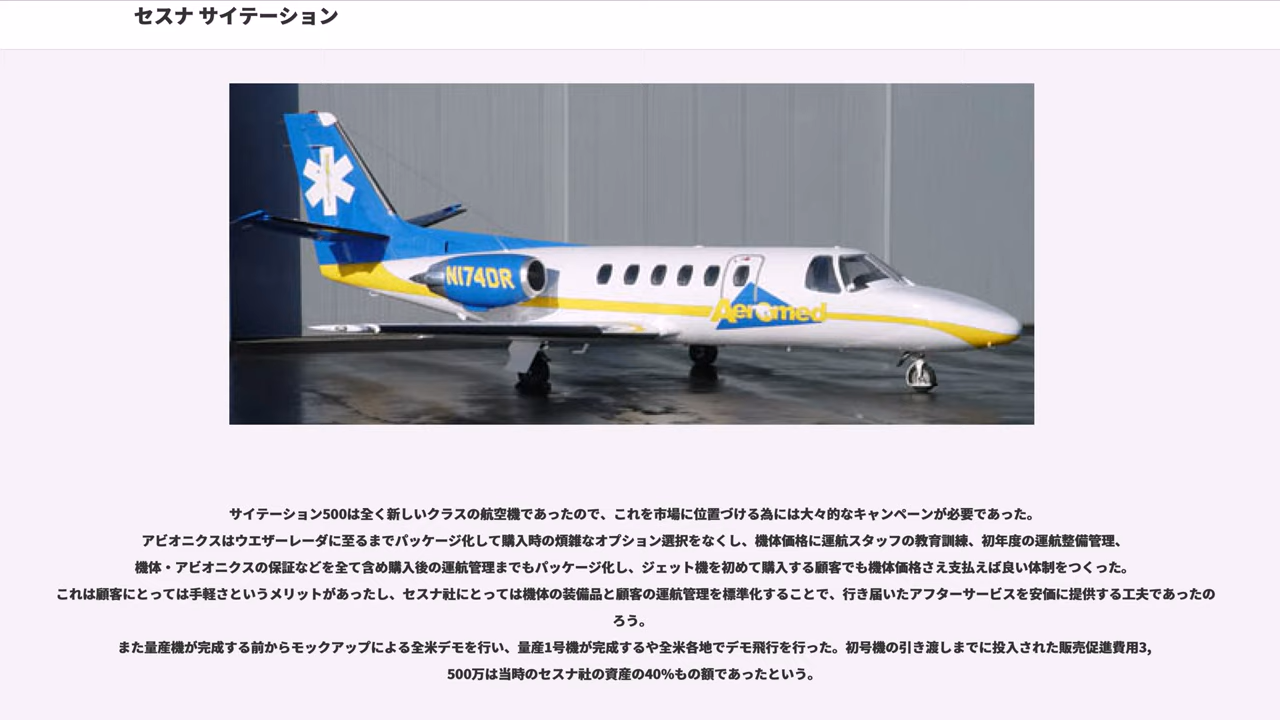 セスナ サイテーション
N174DR
Aeromed
サイテーション500は全く新しいクラスの航空機であったので、これを市場に位置づける為には大々的なキャンペーンが必要であった。
アビオニクスはウエザーレーダに至るまでパッケージ化して購入時の煩雑なオプション選択をなくし、機体価格に運航スタッフの教育訓練、初年度の運航整備管理、
機体・アビオニクスの保証などを全て含め購入後の運航管理までもパッケージ化し、ジェット機を初めて購入する顧客でも機体価格さえ支払えば良い体制をつくった。
これは顧客にとっては手軽さというメリットがあったし、セスナ社にとっては機体の装備品と顧客の運航管理を標準化することで、行き届いたアフターサービスを安価に提供する工夫であったの
ろう。
また量産機が完成する前からモックアップによる全米デモを行い、量産1号機が完成するや全米各地でデモ飛行を行った。初号機の引き渡しまでに投入された販売促進費用3,
500万は当時のセスナ社の資産の40%もの額であったという。